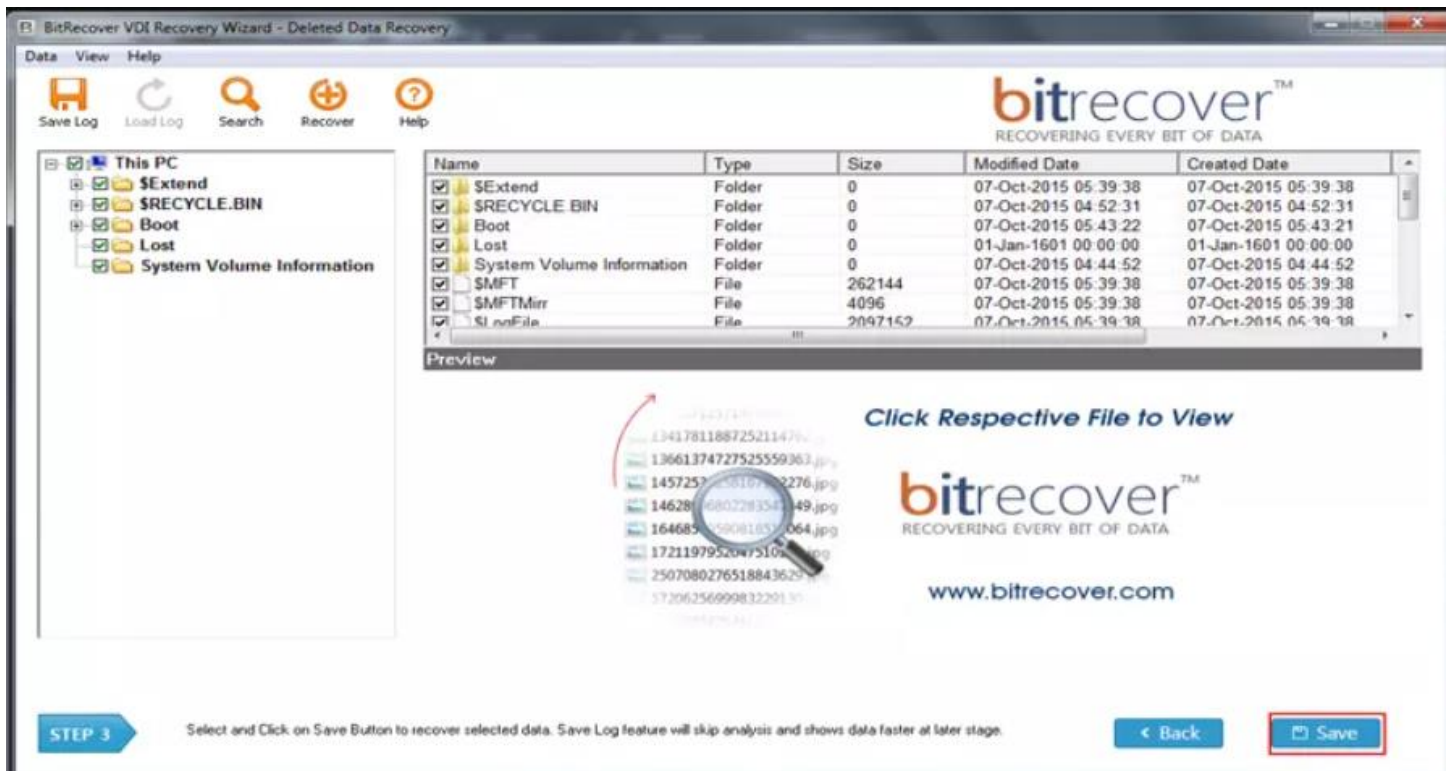 BitRecover VDI Recovery Wizard - Deleted Data Recovery
Data View Help
Save Log Load Log Search Recover Help
bitrecover™
RECOVERING EVERY BIT OF DATA
This PC
$Extend
$RECYCLE.BIN
Boot
Lost
System Volume Information
Name Type Size Modified Date Created Date
$Extend Folder 0 07-Oct-2015 05:39:38 07-Oct-2015 05:39:38
$RECYCLE.BIN Folder 0 07-Oct-2015 04:52:31 07-Oct-2015 04:52:31
Boot Folder 0 07-Oct-2015 05:43:22 07-Oct-2015 05:43:21
Lost Folder 0 01-Jan-1601 00:00:00 01-Jan-1601 00:00:00
System Volume Information Folder 0 07-Oct-2015 04:44:52 07-Oct-2015 04:44:52
$MFT File 262144 07-Oct-2015 05:39:38 07-Oct-2015 05:39:38
$MFTMirr File 4096 07-Oct-2015 05:39:38 07-Oct-2015 05:39:38
$LogFile File 2097152 07-Oct-2015 05:39:38 07-Oct-2015 05:39:38
Preview
Click Respective File to View
13661374727525559363.jpg
bitrecover™
RECOVERING EVERY BIT OF DATA
www.bitrecover.com
STEP 3
Select and Click on Save Button to recover selected data. Save Log feature will skip analysis and shows data faster at later stage.
< Back
Save